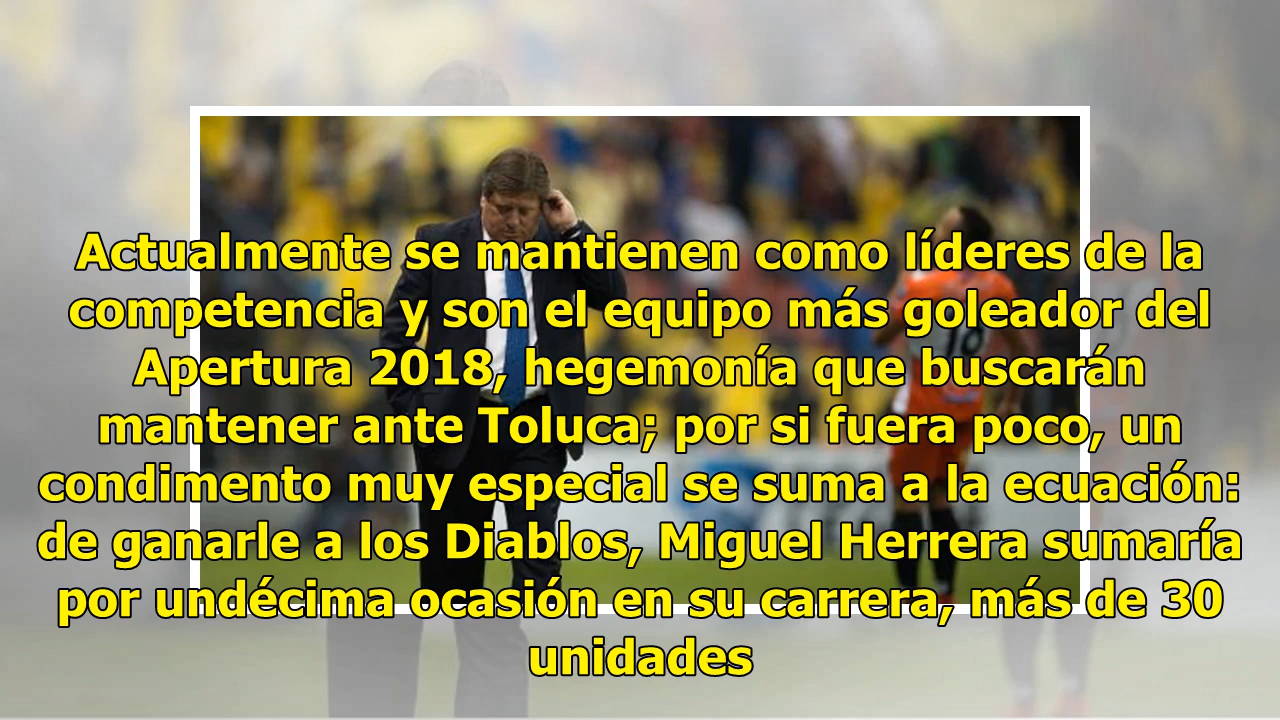 Actualmente se mantienen como líderes de la
competencia y son el equipo más goleador del
Apertura 2018, hegemonía que buscarán
mantener ante Toluca; por si fuera poco, un
condimento muy especial se suma a la ecuación:
de ganarle a los Diablos, Miguel Herrera sumaría
por undécima ocasión en su carrera, más de 30
unidades
19